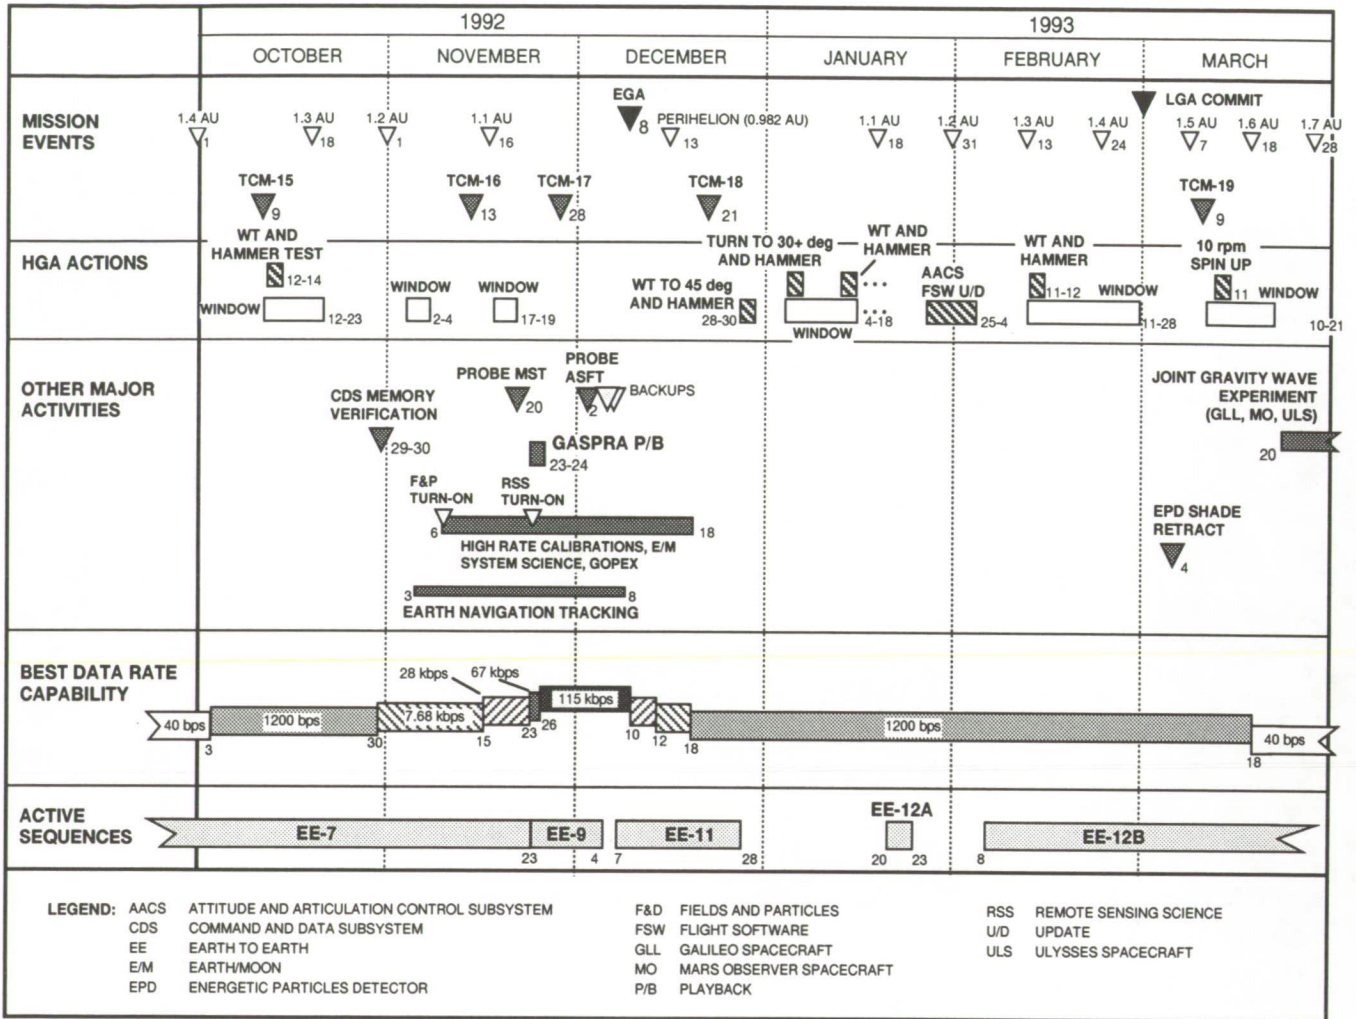 1992 1993
OCTOBER NOVEMBER DECEMBER JANUARY FEBRUARY MARCH
MISSION
EVENTS
EGA
8
LGA COMMIT
1.4 AU 1.3 AU 1.2 AU 1.1 AU PERIHELION (0.982 AU) 1.1 AU 1.2 AU 1.3 AU 1.4 AU 1.5 AU 1.6 AU 1.7 AU
1 18 1 16 13 18 31 13 24 7 18 28
TCM-15 TCM-16 TCM-17 TCM-18 TCM-19
9 13 28 21 9
HGA ACTIONS
WT AND
HAMMER TEST
12-14
WINDOW
12-23
WINDOW
2-4
WINDOW
17-19
WT TO 45 deg
AND HAMMER
28-30
TURN TO 30+ deg
AND HAMMER
WT AND
HAMMER
...
...
4-18
WINDOW
AACS
FSW U/D
25-4
WT AND
HAMMER
11-12
WINDOW
11-28
10 rpm
SPIN UP
11
WINDOW
10-21
OTHER MAJOR
ACTIVITIES
CDS MEMORY
VERIFICATION
29-30
PROBE MST
20
PROBE
ASFT
2
BACKUPS
GASPRA P/B
23-24
F&P
TURN-ON
RSS
TURN-ON
6 18
HIGH RATE CALIBRATIONS, E/M
SYSTEM SCIENCE, GOPEX
3 8
EARTH NAVIGATION TRACKING
JOINT GRAVITY WAVE
EXPERIMENT
(GLL, MO, ULS)
20
EPD SHADE
RETRACT
4
BEST DATA RATE
CAPABILITY
28 kbps 67 kbps
40 bps 1200 bps 7.68 kbps 115 kbps 1200 bps 40 bps
3 30 15 23 26 10 12 18 18
ACTIVE
SEQUENCES
EE-7 EE-9 EE-11 EE-12A EE-12B
23 4 7 28 20 23 8
LEGEND:
AACS ATTITUDE AND ARTICULATION CONTROL SUBSYSTEM
CDS COMMAND AND DATA SUBSYSTEM
EE EARTH TO EARTH
E/M EARTH/MOON
EPD ENERGETIC PARTICLES DETECTOR
F&D FIELDS AND PARTICLES
FSW FLIGHT SOFTWARE
GLL GALILEO SPACECRAFT
MO MARS OBSERVER SPACECRAFT
P/B PLAYBACK
RSS REMOTE SENSING SCIENCE
U/D UPDATE
ULS ULYSSES SPACECRAFT